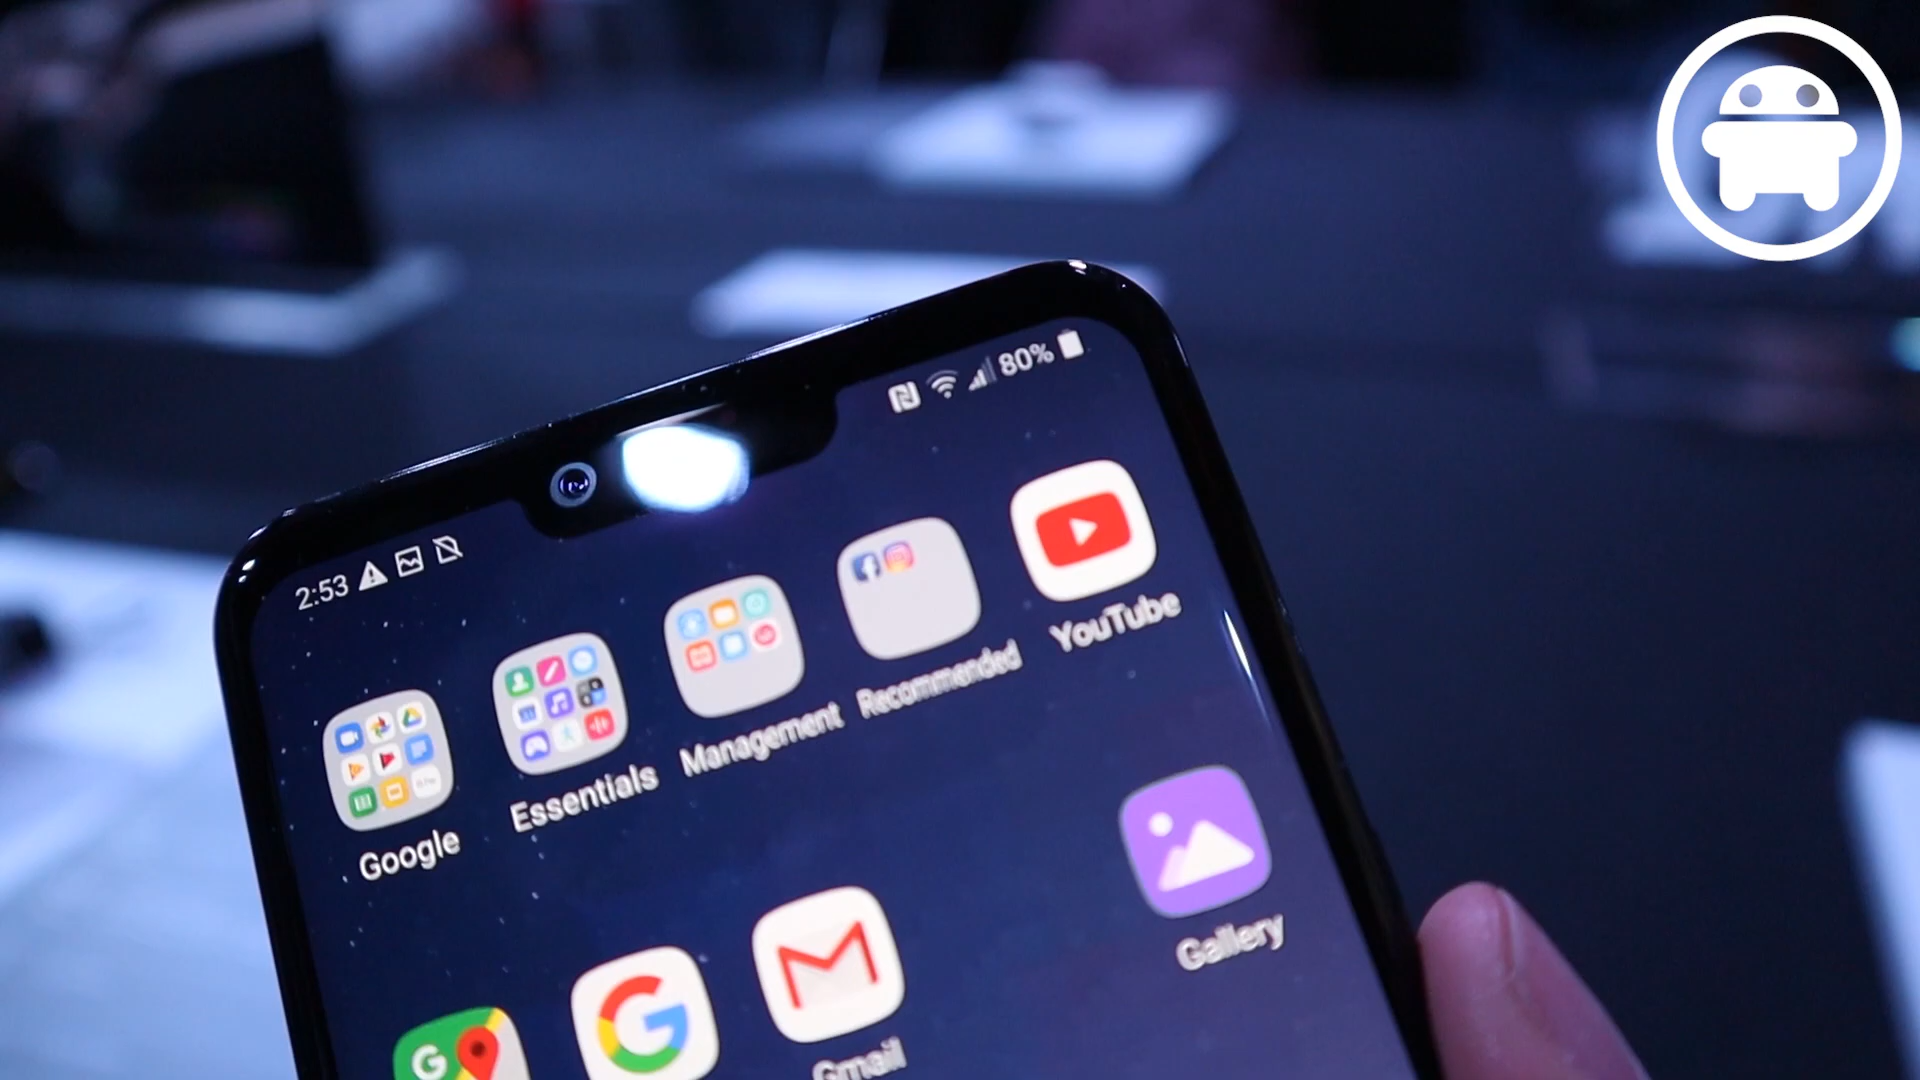 2:53
80%
Google
Essentials
Management
Recommended
YouTube
Gallery
G
Gmail